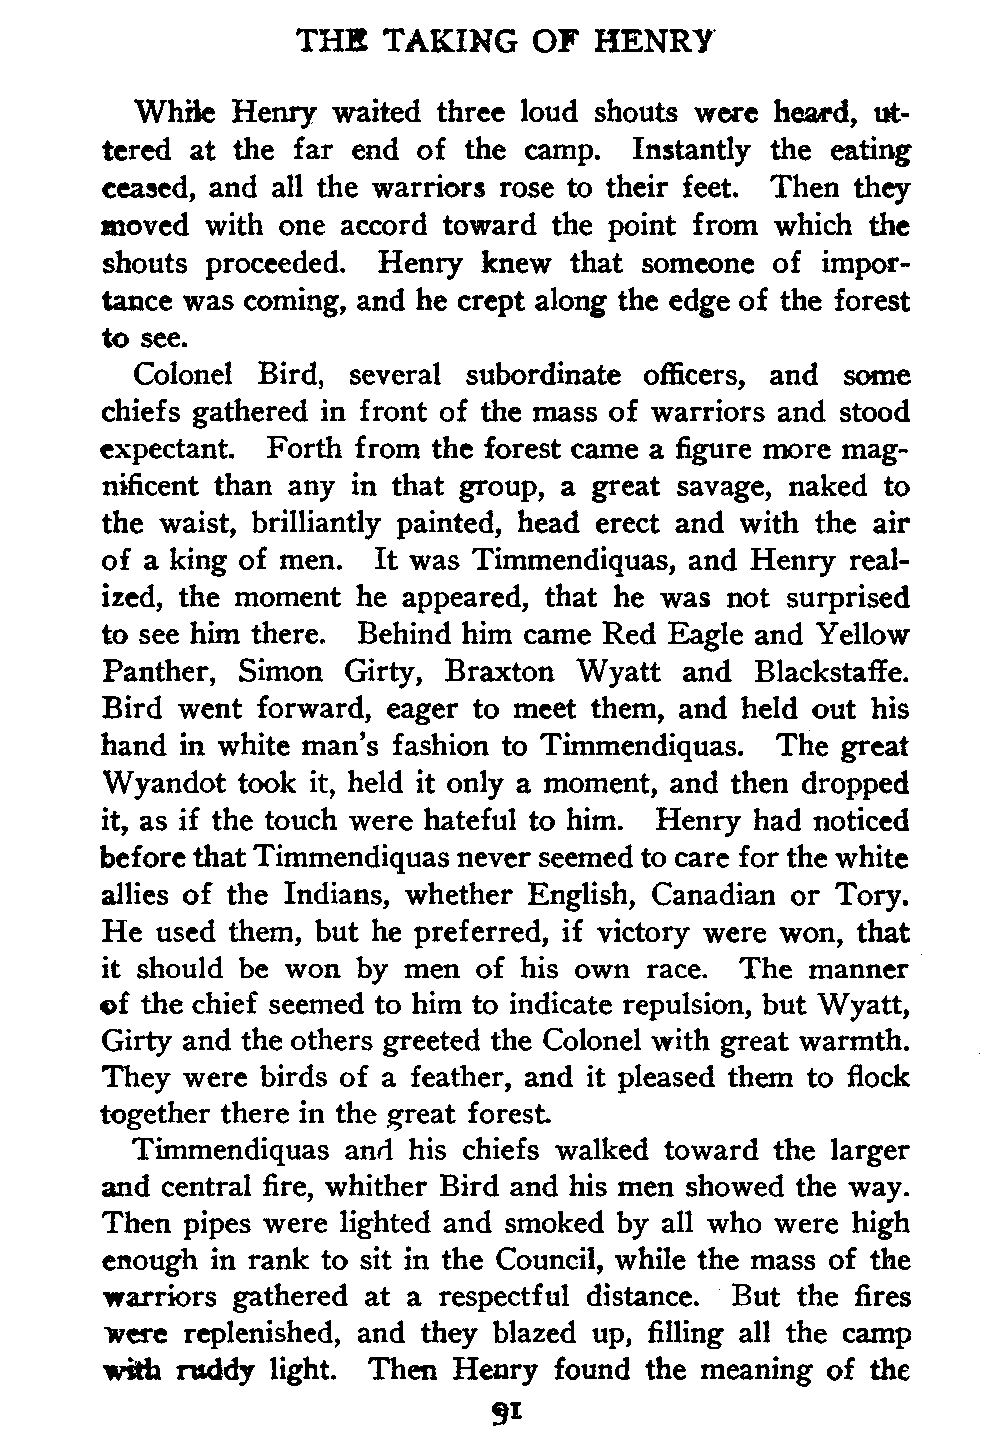 THE TAKING OF HENRY
While Henry waited three loud shouts were heard, ut-
tered at the far end of the camp. Instantly the eating
ceased, and all the warriors rose to their feet. Then they
moved with one accord toward the point from which the
shouts proceeded. Henry knew that someone of impor-
tance was coming, and he crept along the edge of the forest
to see.
Colonel Bird, several subordinate officers, and some
chiefs gathered in front of the mass of warriors and stood
expectant. Forth from the forest came a figure more mag-
nificent than any in that group, a great savage, naked to
the waist, brilliantly painted, head erect and with the air
of a king of men. It was Timmendiquas, and Henry real-
ized, the moment he appeared, that he was not surprised
to see him there. Behind him came Red Eagle and Yellow
Panther, Simon Girty, Braxton Wyatt and Blackstaffe.
Bird went forward, eager to meet them, and held out his
hand in white man's fashion to Timmendiquas. The great
Wyandot took it, held it only a moment, and then dropped
it, as if the touch were hateful to him. Henry had noticed
before that Timmendiquas never seemed to care for the white
allies of the Indians, whether English, Canadian or Tory.
He used them, but he preferred, if victory were won, that
it should be won by men of his own race. The manner
of the chief seemed to him to indicate repulsion, but Wyatt,
Girty and the others greeted the Colonel with great warmth.
They were birds of a feather, and it pleased them to flock
together there in the great forest.
Timmendiquas and his chiefs walked toward the larger
and central fire, whither Bird and his men showed the way.
Then pipes were lighted and smoked by all who were high
enough in rank to sit in the Council, while the mass of the
warriors gathered at a respectful distance. But the fires
were replenished, and they blazed up, filling all the camp
with ruddy light. Then Henry found the meaning of the
91